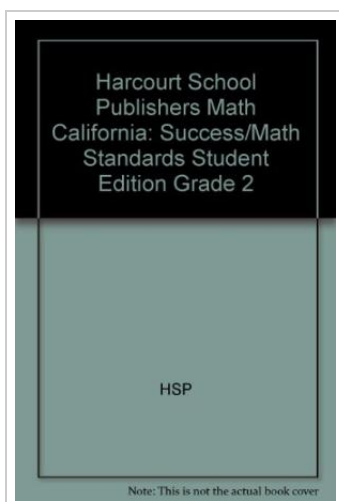 Harcourt School
Publishers Math
California: Success/Math
Standards Student
Edition Grade 2
HSP
Note: This is not the actual book cover